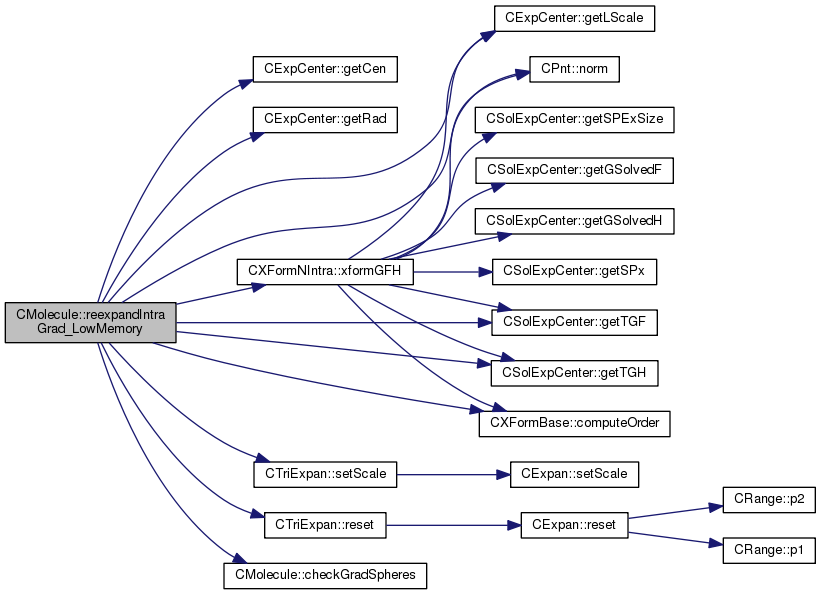 CExpCenter::getLScale
CExpCenter::getCen
CPnt::norm
CExpCenter::getRad
CSolExpCenter::getSPExSize
CSolExpCenter::getGSolvedF
CSolExpCenter::getGSolvedH
CXFormNIntra::xformGFH
CSolExpCenter::getSPx
CMolecule::reexpandIntra
Grad_LowMemory
CSolExpCenter::getTGF
CSolExpCenter::getTGH
CXFormBase::computeOrder
CTriExpan::setScale
CExpan::setScale
CRange::p2
CTriExpan::reset
CExpan::reset
CRange::p1
CMolecule::checkGradSpheres